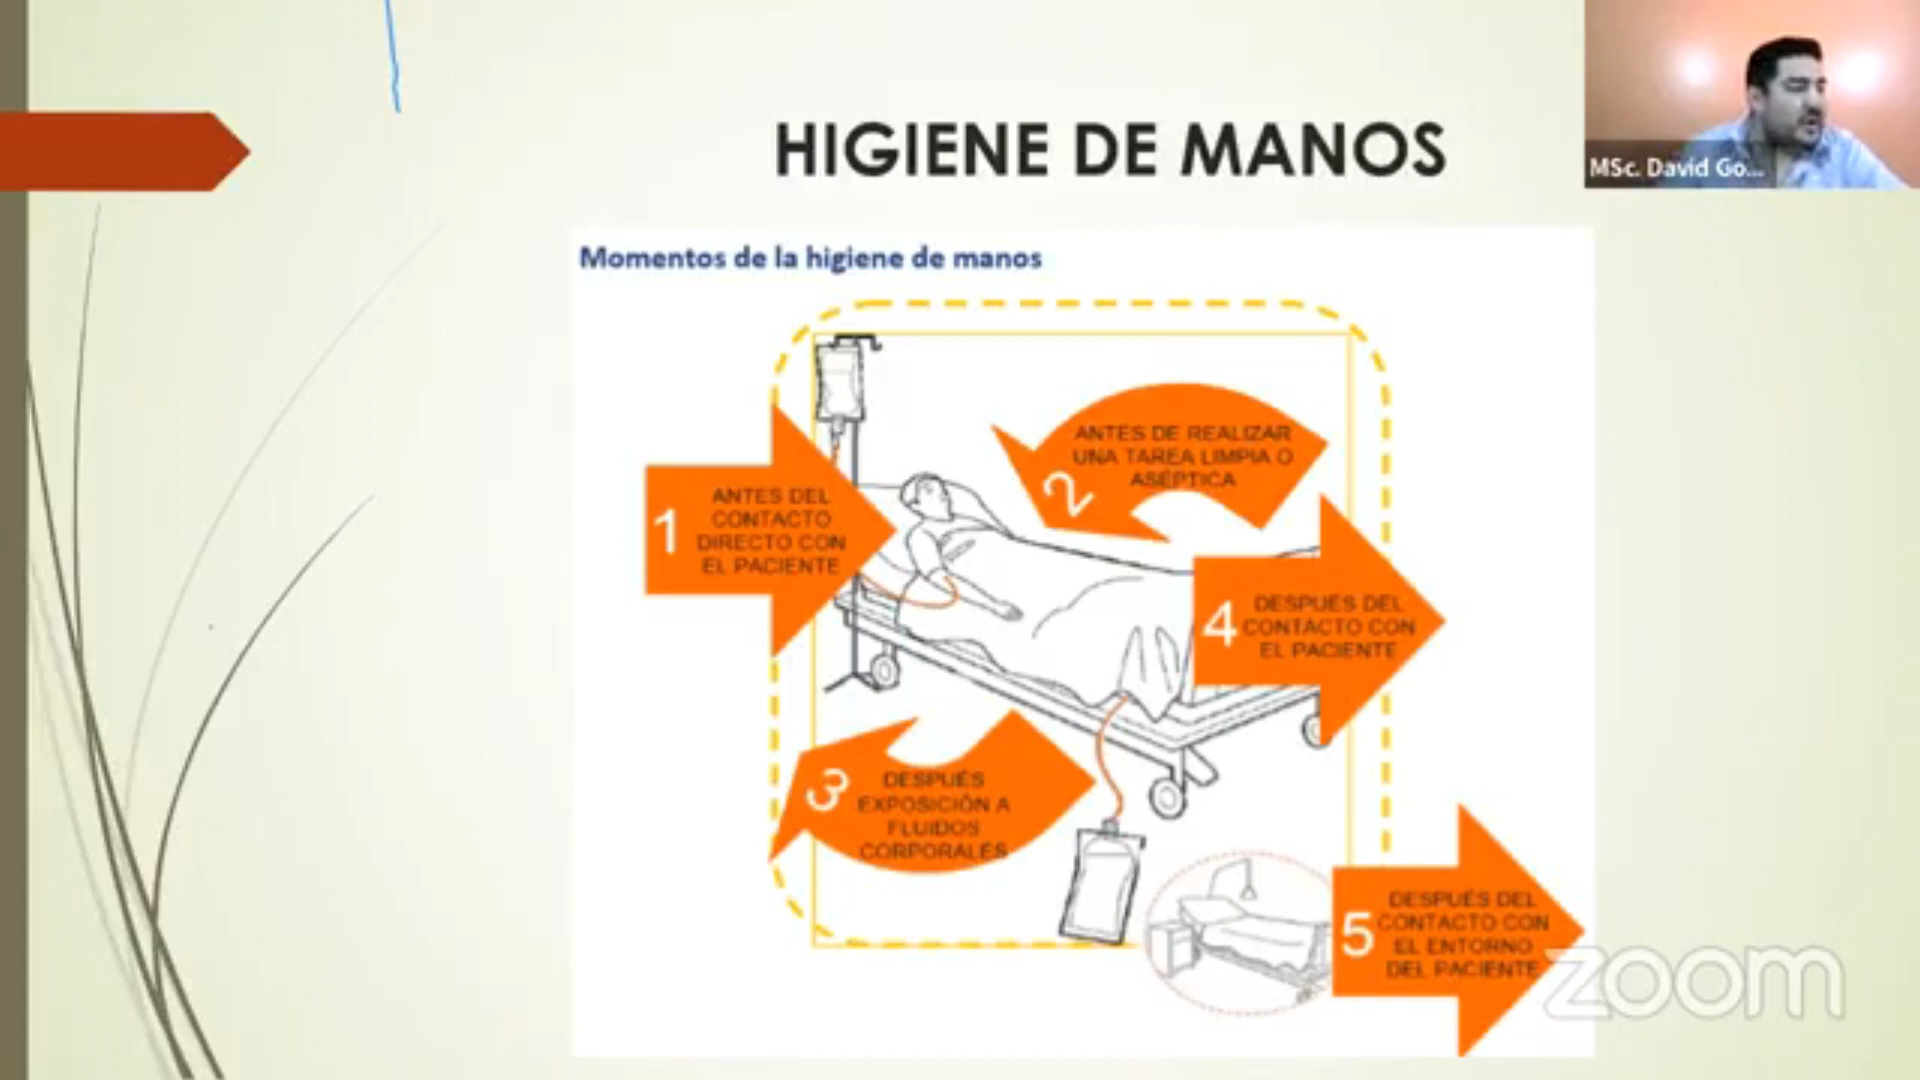 HIGIENE DE MANOS
MSc. David Go...
Momentos de la higiene de manos
1
ANTES DEL
CONTACTO
DIRECTO CON
EL PACIENTE
2
ANTES DE REALIZAR
UNA TAREA LIMPIA O
ASÉPTICA
3
DESPUÉS
EXPOSICIÓN A
FLUIDOS
CORPORALES
4
DESPUÉS DEL
CONTACTO CON
EL PACIENTE
5
DESPUÉS DEL
CONTACTO CON
EL ENTORNO
DEL PACIENTE
zoom